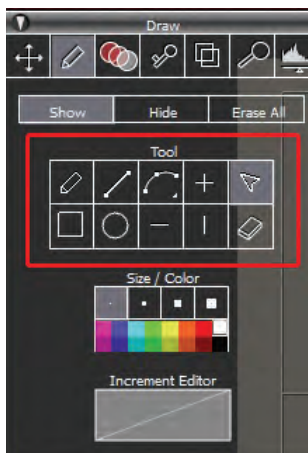 Draw
Show Hide Erase All
Tool
Size / Color
Increment Editor